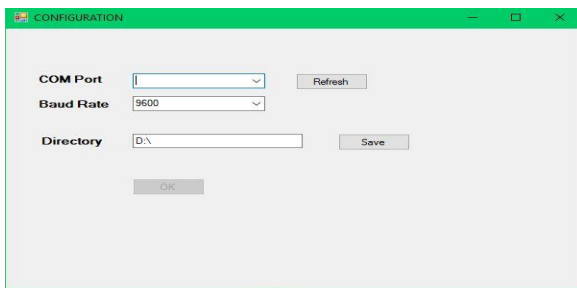 CONFIGURATION
COM Port Refresh
Baud Rate 9600
Directory D:\ Save
OK